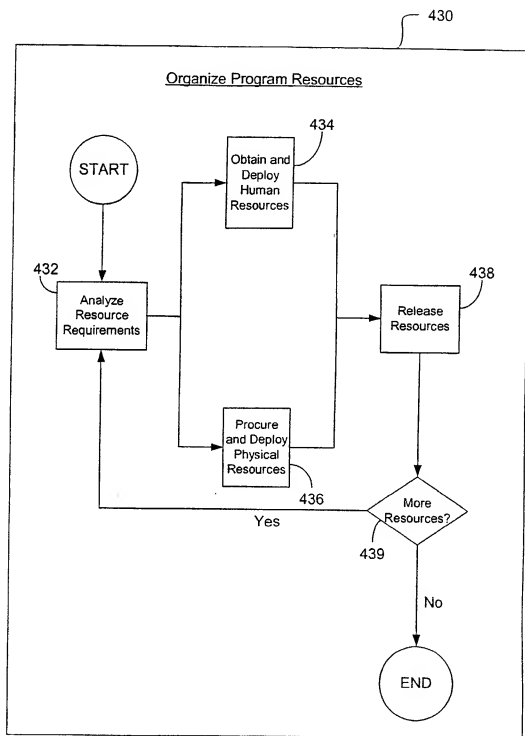 430
Organize Program Resources
START
434
Obtain and
Deploy
Human
Resources
432
Analyze
Resource
Requirements
438
Release
Resources
Procure
and Deploy
Physical
Resources
436
More
Resources?
439
Yes
No
END